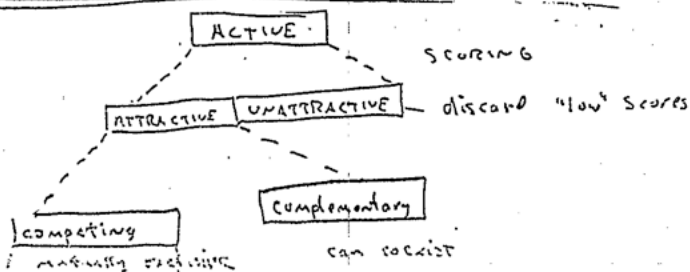 ACTIVE
SCORING
ATTRACTIVE UNATTRACTIVE discard "low" scores
Complementary
competing
can coexist
mutually exclusive